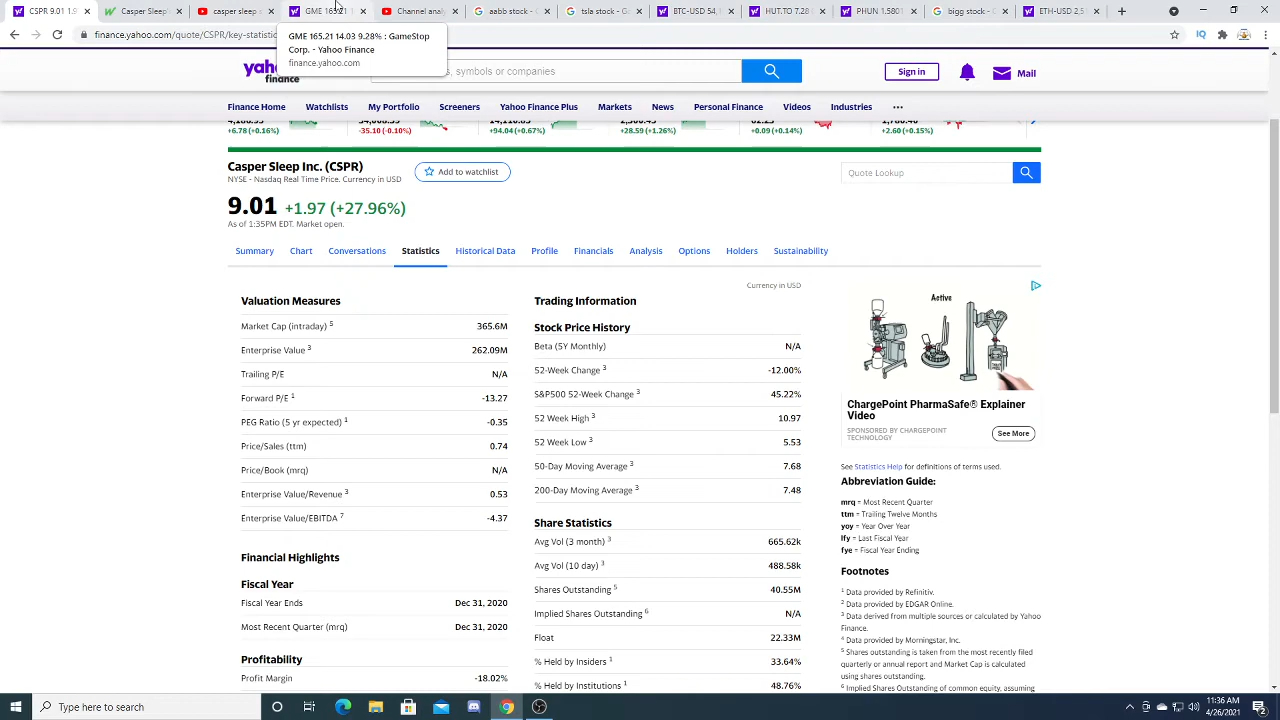 CSPR 9.01 1.9
Casper Sleep
casper sleep
GME 165.21
Channel anal
aabb stock - G
tsla stock - G
BTC-USD 54,1
HUT.TO 7.28
PHUN 1.580
bigg stock - G
ETH-USD 2,5
finance.yahoo.com/quote/CSPR/key-statist
GME 165.21 14.03 9.28% : GameStop
Corp. - Yahoo Finance
finance.yahoo.com
finance
, symbols or companies
Sign in
Mail
Finance Home
Watchlists
My Portfolio
Screeners
Yahoo Finance Plus
Markets
News
Personal Finance
Videos
Industries
+6.78 (+0.16%)
-35.10 (-0.10%)
+94.04 (+0.67%)
+28.59 (+1.26%)
+0.09 (+0.14%)
+2.60 (+0.15%)
Casper Sleep Inc. (CSPR)
Add to watchlist
Quote Lookup
NYSE - Nasdaq Real Time Price. Currency in USD
9.01 +1.97 (+27.96%)
As of 1:35PM EDT. Market open.
Summary
Chart
Conversations
Statistics
Historical Data
Profile
Financials
Analysis
Options
Holders
Sustainability
Currency in USD
Valuation Measures
Market Cap (intraday) 5 365.6M
Enterprise Value 3 262.09M
Trailing P/E N/A
Forward P/E 1 -13.27
PEG Ratio (5 yr expected) 1 -0.35
Price/Sales (ttm) 0.74
Price/Book (mrq) N/A
Enterprise Value/Revenue 3 0.53
Enterprise Value/EBITDA 7 -4.37
Financial Highlights
Fiscal Year
Fiscal Year Ends Dec 31, 2020
Most Recent Quarter (mrq) Dec 31, 2020
Profitability
Profit Margin -18.02%
Trading Information
Stock Price History
Beta (5Y Monthly) N/A
52-Week Change 3 -12.00%
S&P500 52-Week Change 3 45.22%
52 Week High 3 10.97
52 Week Low 3 5.53
50-Day Moving Average 3 7.68
200-Day Moving Average 3 7.48
Share Statistics
Avg Vol (3 month) 3 665.62k
Avg Vol (10 day) 3 488.58k
Shares Outstanding 5 40.55M
Implied Shares Outstanding 6 N/A
Float 22.33M
% Held by Insiders 1 33.64%
% Held by Institutions 1 48.76%
Active
ChargePoint PharmaSafe® Explainer
Video
SPONSORED BY CHARGEPOINT
TECHNOLOGY
See More
See Statistics Help for definitions of terms used.
Abbreviation Guide:
mrq = Most Recent Quarter
ttm = Trailing Twelve Months
yoy = Year Over Year
lfy = Last Fiscal Year
fye = Fiscal Year Ending
Footnotes
1 Data provided by Refinitiv.
2 Data provided by EDGAR Online.
3 Data derived from multiple sources or calculated by Yahoo
Finance.
4 Data provided by Morningstar, Inc.
5 Shares outstanding is taken from the most recently filed
quarterly or annual report and Market Cap is calculated
using shares outstanding.
6 Implied Shares Outstanding of common equity, assuming
Type here to search
11:36 AM
4/26/2021